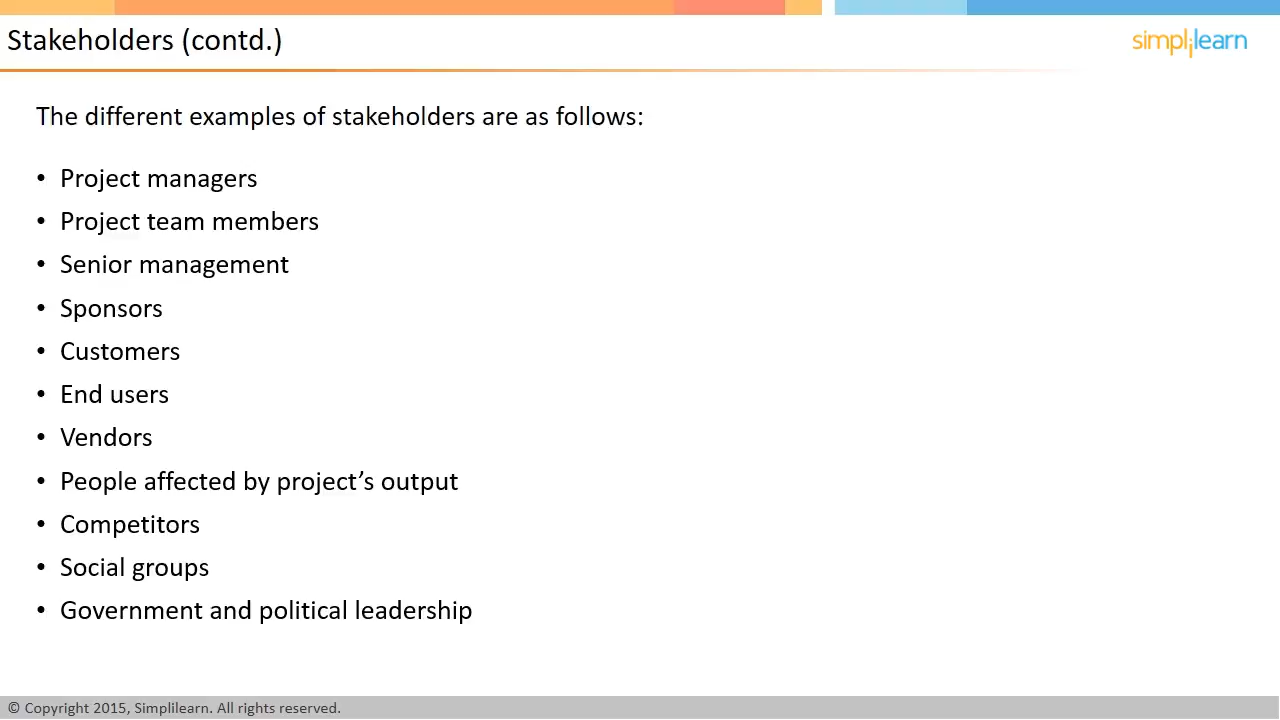 Stakeholders (contd.)
simplilearn
The different examples of stakeholders are as follows:
• Project managers
• Project team members
• Senior management
• Sponsors
• Customers
• End users
• Vendors
• People affected by project’s output
• Competitors
• Social groups
• Government and political leadership
© Copyright 2015, Simplilearn. All rights reserved.